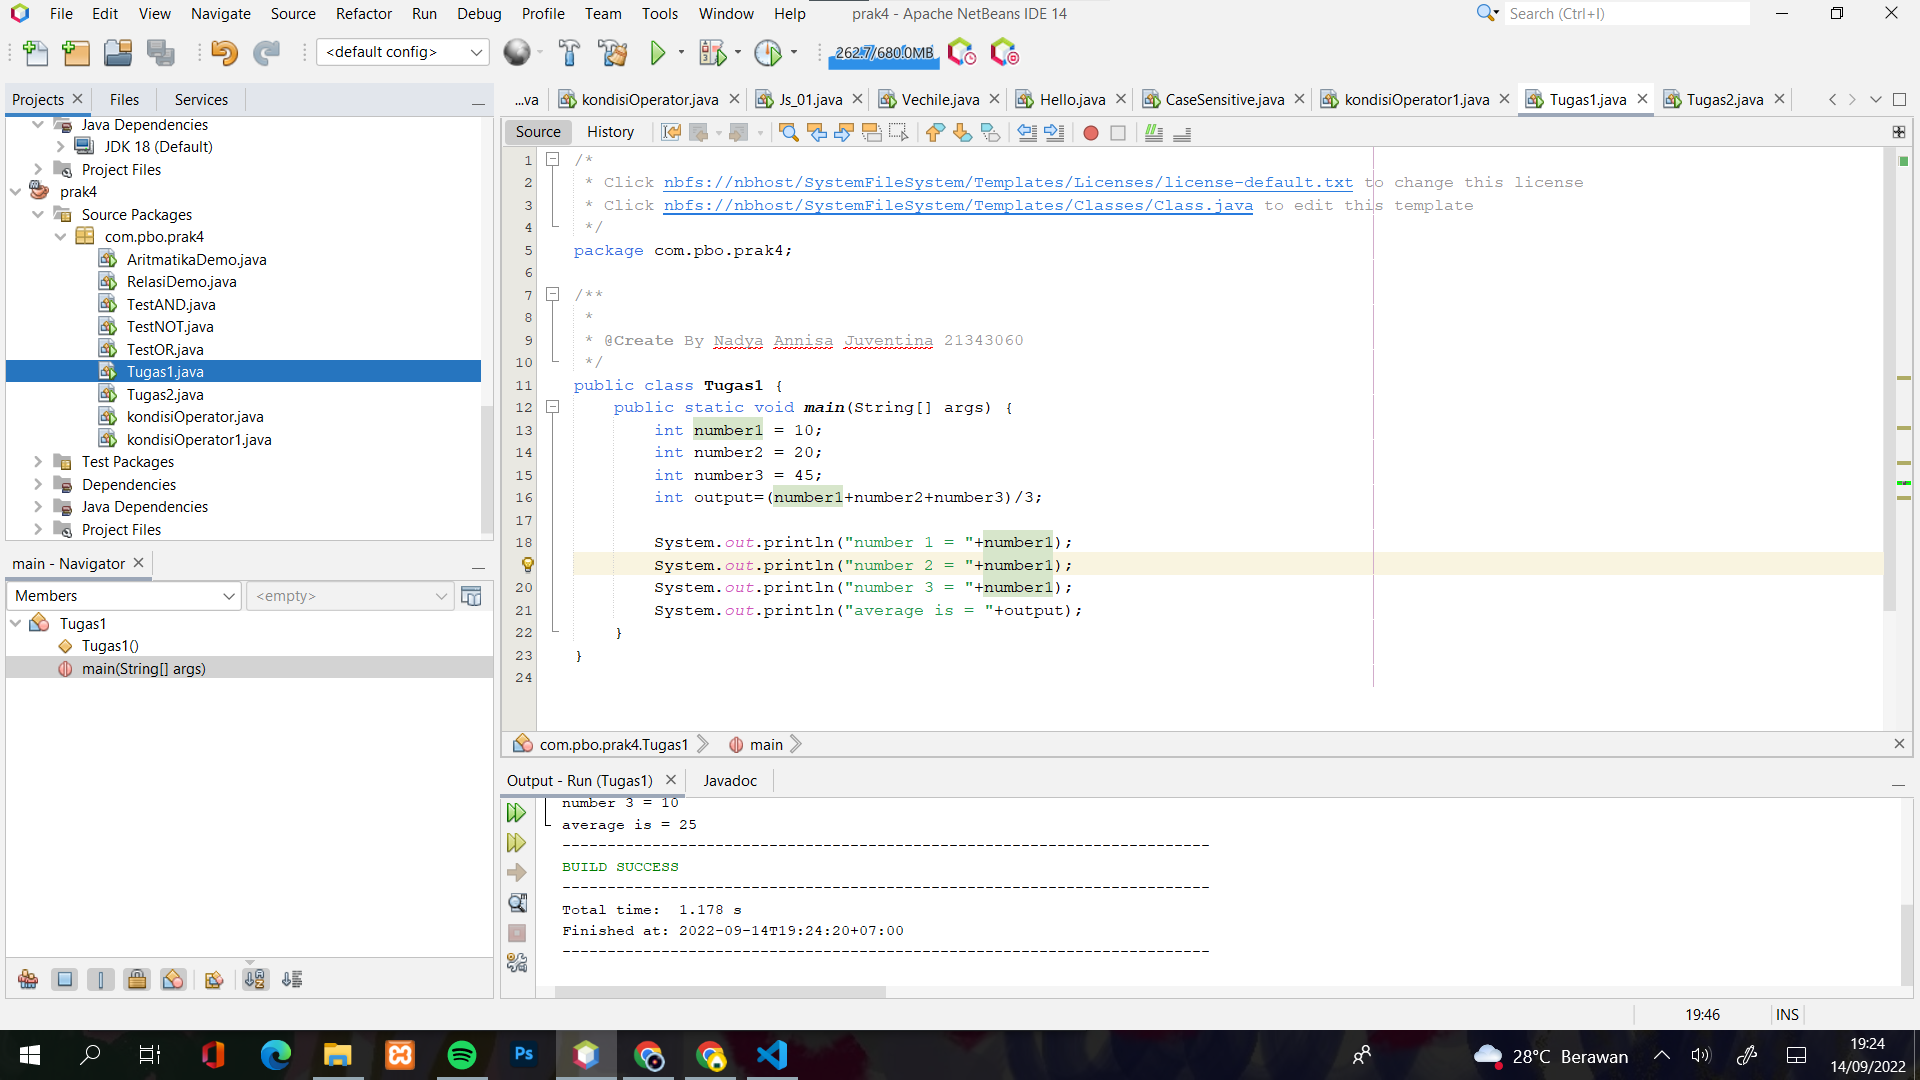 File Edit View Navigate Source Refactor Run Debug Profile Team Tools Window Help prak4 - Apache NetBeans IDE 14 Search (Ctrl+I)
<default config> 262.7/680.0MB
Projects Files Services
...va kondisiOperator.java Js_01.java Vechile.java Hello.java CaseSensitive.java kondisiOperator1.java Tugas1.java Tugas2.java
Source History
Java Dependencies
JDK 18 (Default)
Project Files
prak4
Source Packages
com.pbo.prak4
AritmatikaDemo.java
RelasiDemo.java
TestAND.java
TestNOT.java
TestOR.java
Tugas1.java
Tugas2.java
kondisiOperator.java
kondisiOperator1.java
Test Packages
Dependencies
Java Dependencies
Project Files
main - Navigator
Members <empty>
Tugas1
Tugas1()
main(String[] args)
1 /*
2 * Click nbfs://nbhost/SystemFileSystem/Templates/Licenses/license-default.txt to change this license
3 * Click nbfs://nbhost/SystemFileSystem/Templates/Classes/Class.java to edit this template
4 */
5 package com.pbo.prak4;
6
7 /**
8 *
9 * @Create By Nadya Annisa Juventina 21343060
10 */
11 public class Tugas1 {
12 public static void main(String[] args) {
13 int number1 = 10;
14 int number2 = 20;
15 int number3 = 45;
16 int output=(number1+number2+number3)/3;
17
18 System.out.println("number 1 = "+number1);
System.out.println("number 2 = "+number1);
20 System.out.println("number 3 = "+number1);
21 System.out.println("average is = "+output);
22 }
23 }
24
com.pbo.prak4.Tugas1 main
Output - Run (Tugas1) Javadoc
number 3 = 10
average is = 25
------------------------------------------------------------------------
BUILD SUCCESS
------------------------------------------------------------------------
Total time: 1.178 s
Finished at: 2022-09-14T19:24:20+07:00
------------------------------------------------------------------------
19:46 INS
Ps 28°C Berawan 19:24
14/09/2022